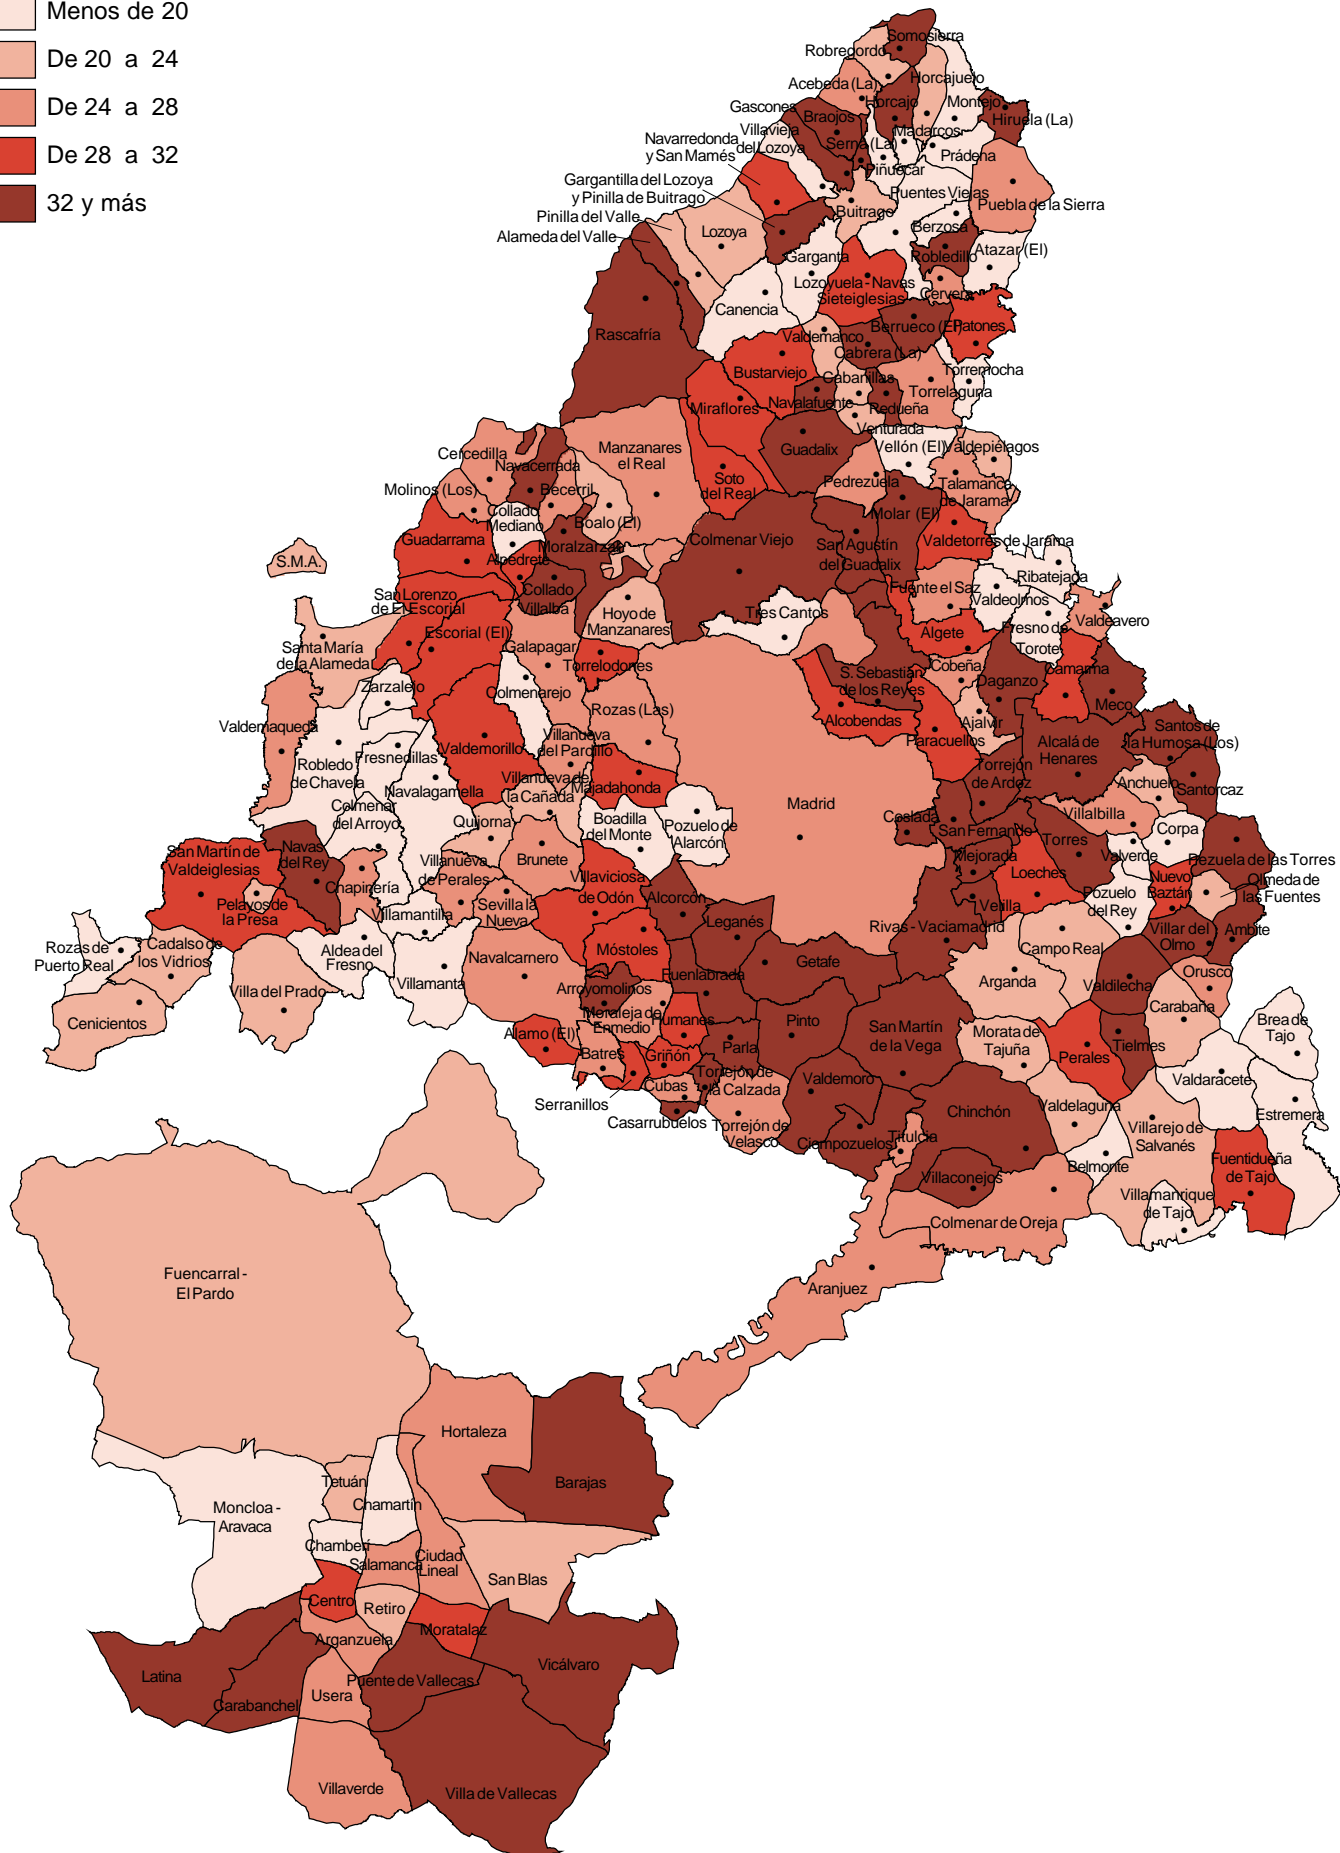 Menos de 20
De 20 a 24
De 24 a 28
De 28 a 32
32 y más
Somosierra
Robregordo
Horcajuelo
Acebeda (La)
Horcajo
Montejo
Gascones
Braojos
Hiruela (La)
Madarcos
Villavieja
del Lozoya
Serna (La)
Prádena
Navarredonda
y San Mamés
Piñuecar
Gargantilla del Lozoya
y Pinilla de Buitrago
Puentes Viejas
Puebla de la Sierra
Pinilla del Valle
Buitrago
Alameda del Valle
Lozoya
Berzosa
Garganta
Robledillo
Atazar (El)
Lozoyuela-Navas
Sieteiglesias
Cervera
Canencia
Rascafría
Berrueco (El)
Patones
Valdemanco
Cabrera (La)
Bustarviejo
Cabanillas
Torremocha
Torrelaguna
Miraflores
Navalafuente
Redueña
Venturada
Guadalix
Vellón (El)
Valdepiélagos
Cercedilla
Navacerrada
Manzanares
el Real
Soto
del Real
Pedrezuela
Talamanca
de Jarama
Molinos (Los)
Becerril
Collado
Mediano
Boalo (El)
Molar (El)
Guadarrama
Moralzarzal
Colmenar Viejo
San Agustín
del Guadalix
Valdetorres de Jarama
S.M.A.
Alpedrete
Ribatejada
San Lorenzo
de El Escorial
Collado
Villalba
Fuente el Saz
Valdeolmos
Hoyo de
Manzanares
Tres Cantos
Valdeavero
Escorial (El)
Algete
Fresno de
Torote
Santa María
de la Alameda
Galapagar
Torrelodones
Cobeña
Camarma
S. Sebastián
de los Reyes
Daganzo
Zarzalejo
Colmenarejo
Meco
Rozas (Las)
Alcobendas
Ajalvir
Valdemaqueda
Villanueva
del Pardillo
Paracuellos
Santos de
la Humosa (Los)
Valdemorillo
Alcalá de
Henares
Robledo
de Chavela
Fresnedillas
Torrejón
de Ardoz
Villanueva de
la Cañada
Majadahonda
Anchuelo
Santorcaz
Navalagamella
Madrid
Colmenar
del Arroyo
Quijorna
Boadilla
del Monte
Pozuelo de
Alarcón
Coslada
Villalbilla
San Fernando
Corpa
Torres
San Martín de
Valdeiglesias
Navas
del Rey
Brunete
Mejorada
Valverde
Pezuela de las Torres
Villanueva
de Perales
Loeches
Nuevo
Baztán
Olmeda de
las Fuentes
Chapinería
Villaviciosa
de Odón
Pozuelo
del Rey
Pelayos de
la Presa
Sevilla la
Nueva
Alcorcón
Velilla
Villamantilla
Leganés
Rivas-Vaciamadrid
Villar del
Olmo
Ambite
Rozas de
Puerto Real
Cadalso de
los Vidrios
Aldea del
Fresno
Móstoles
Campo Real
Navalcarnero
Getafe
Fuenlabrada
Orusco
Villa del Prado
Villamanta
Arroyomolinos
Arganda
Valdilecha
Carabaña
Cenicientos
Moraleja de
Enmedio
Humanes
Pinto
San Martín
de la Vega
Brea de
Tajo
Alamo (El)
Morata de
Tajuña
Tielmes
Parla
Perales
Batres
Griñón
Torrejón de
la Calzada
Valdemoro
Valdaracete
Cubas
Serranillos
Chinchón
Valdelaguna
Estremera
Casarrubuelos
Torrejón de
Velasco
Ciempozuelos
Titulcia
Villarejo de
Salvanés
Belmonte
Fuentidueña
de Tajo
Villaconejos
Villamanrique
de Tajo
Colmenar de Oreja
Aranjuez
Fuencarral-
El Pardo
Hortaleza
Barajas
Tetuán
Moncloa-
Aravaca
Chamartín
Chamberí
Salamanca
Ciudad
Lineal
San Blas
Centro
Retiro
Arganzuela
Moratalaz
Latina
Vicálvaro
Puente de Vallecas
Carabanchel
Usera
Villaverde
Villa de Vallecas